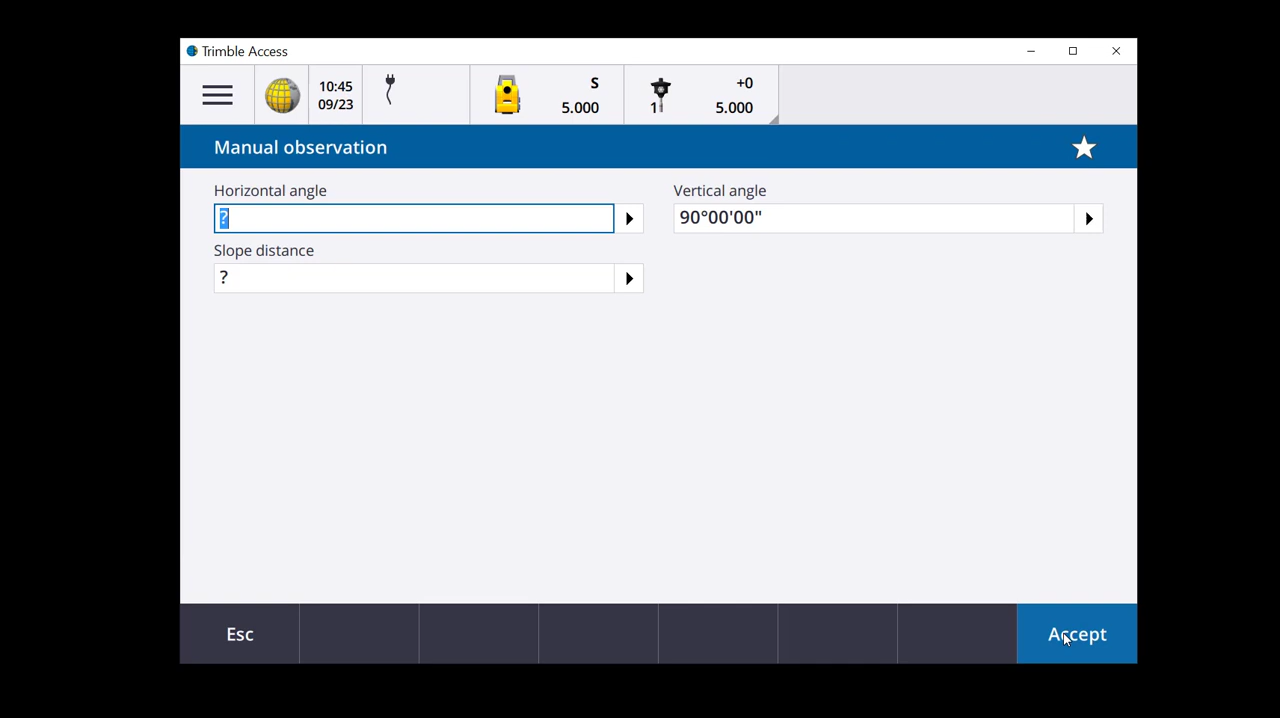 Trimble Access
10:45
09/23
S
5.000
1
+0
5.000
Manual observation
Horizontal angle
?
Vertical angle
90°00'00"
Slope distance
?
Esc
Accept